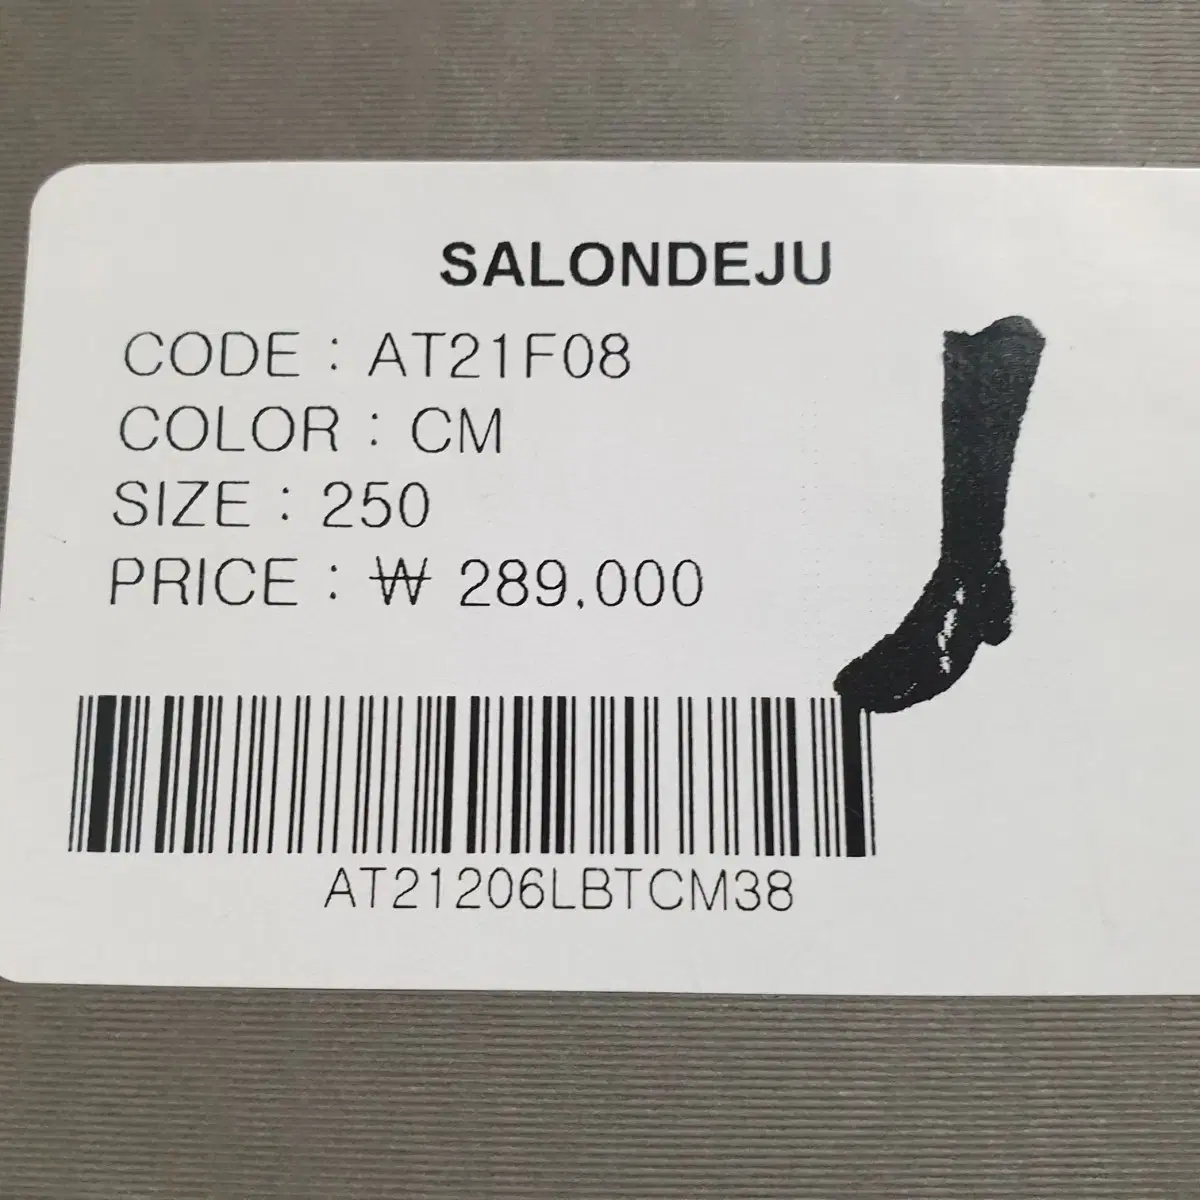 SALONDEJU
CODE : AT21F08
COLOR : CM
SIZE : 250
PRICE : ₩ 289,000
AT21206LBTCM38